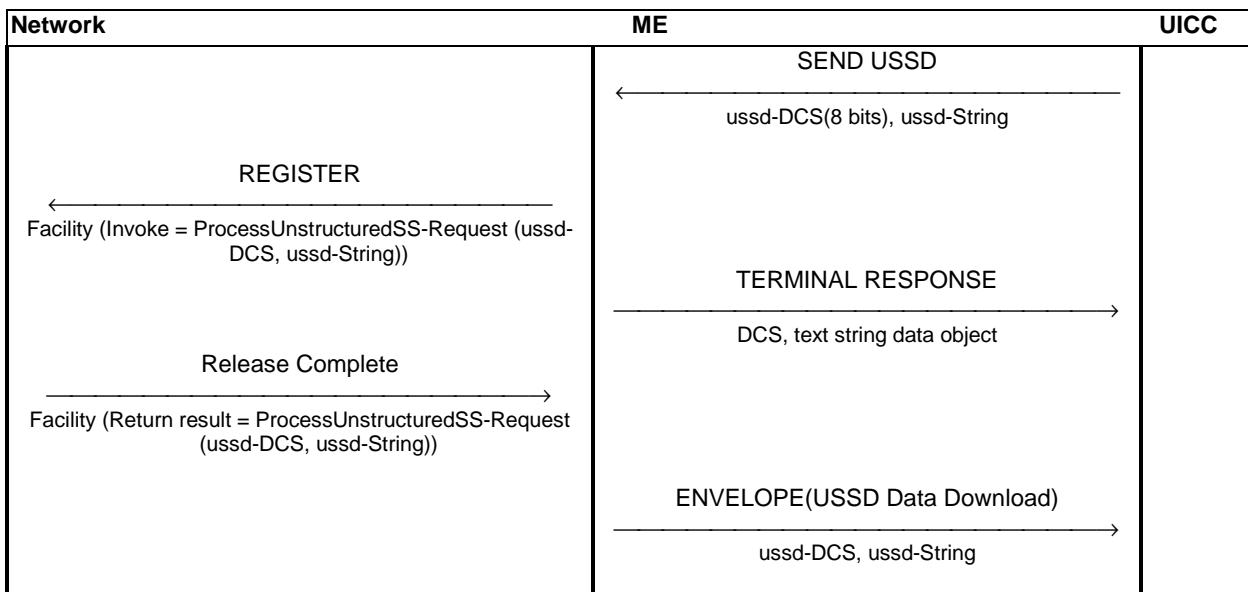 Network ME UICC
SEND USSD
ussd-DCS(8 bits), ussd-String
REGISTER
Facility (Invoke = ProcessUnstructuredSS-Request (ussd-
DCS, ussd-String))
TERMINAL RESPONSE
DCS, text string data object
Release Complete
Facility (Return result = ProcessUnstructuredSS-Request
(ussd-DCS, ussd-String))
ENVELOPE(USSD Data Download)
ussd-DCS, ussd-String